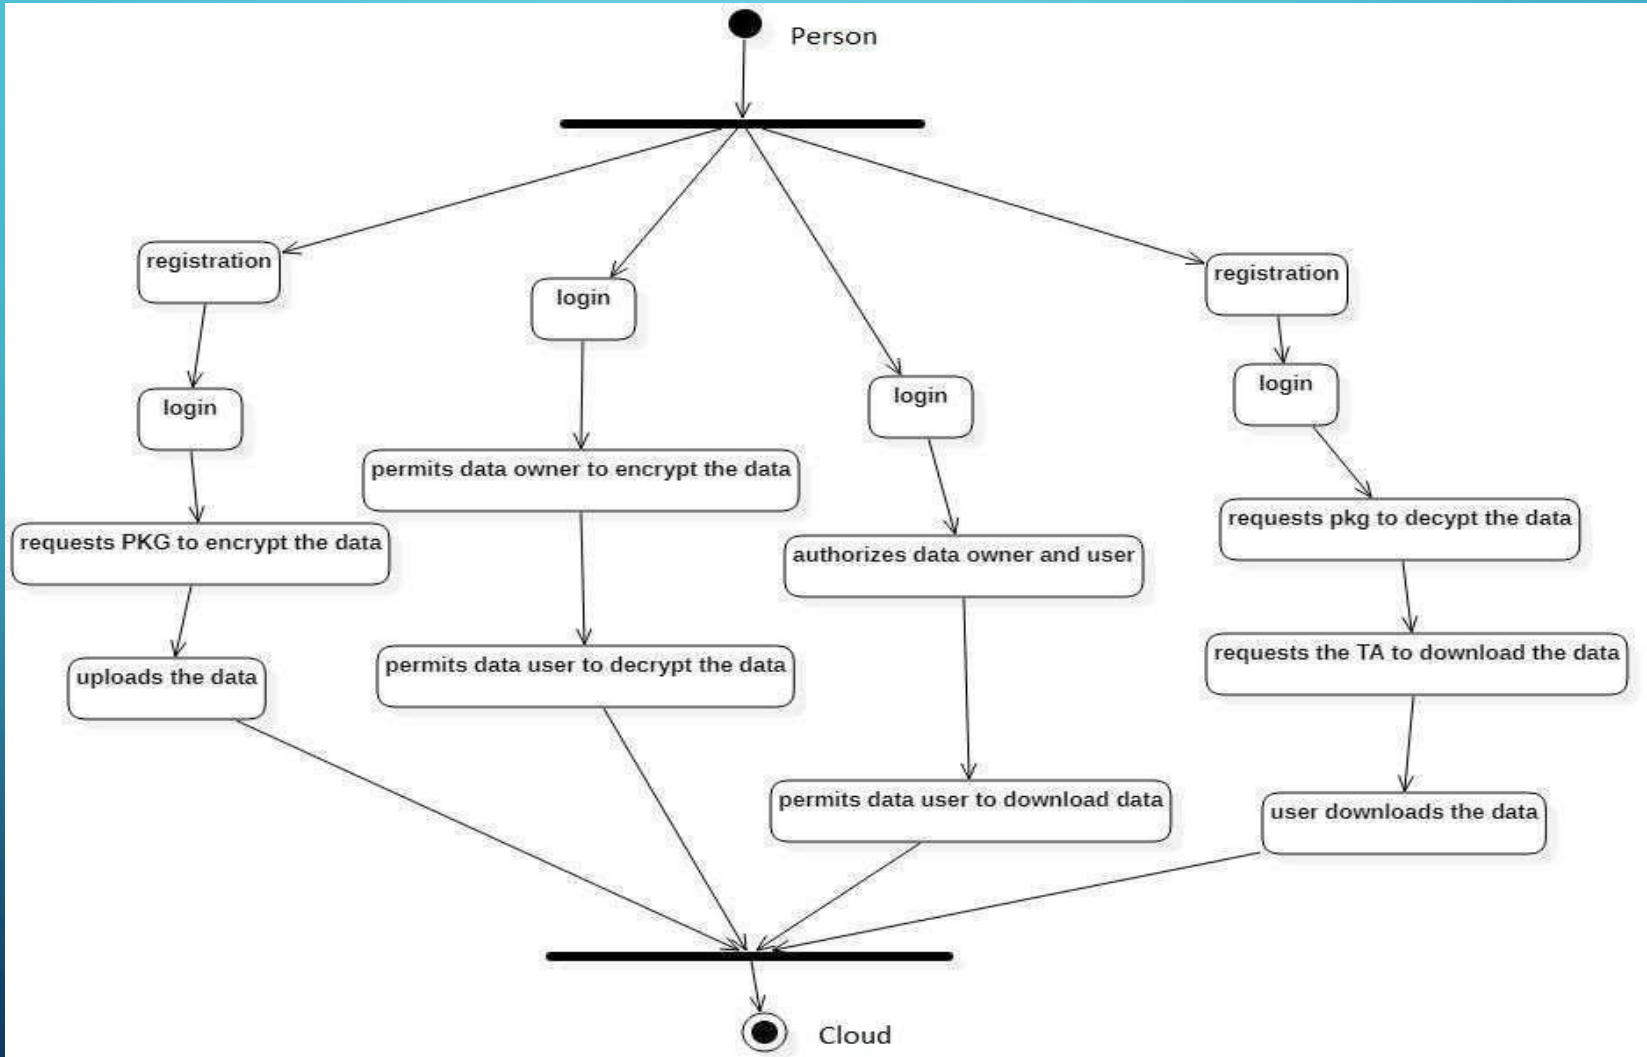 Person
registration
login
requests PKG to encrypt the data
uploads the data
login
permits data owner to encrypt the data
permits data user to decrypt the data
login
authorizes data owner and user
permits data user to download data
registration
login
requests pkg to decypt the data
requests the TA to download the data
user downloads the data
Cloud